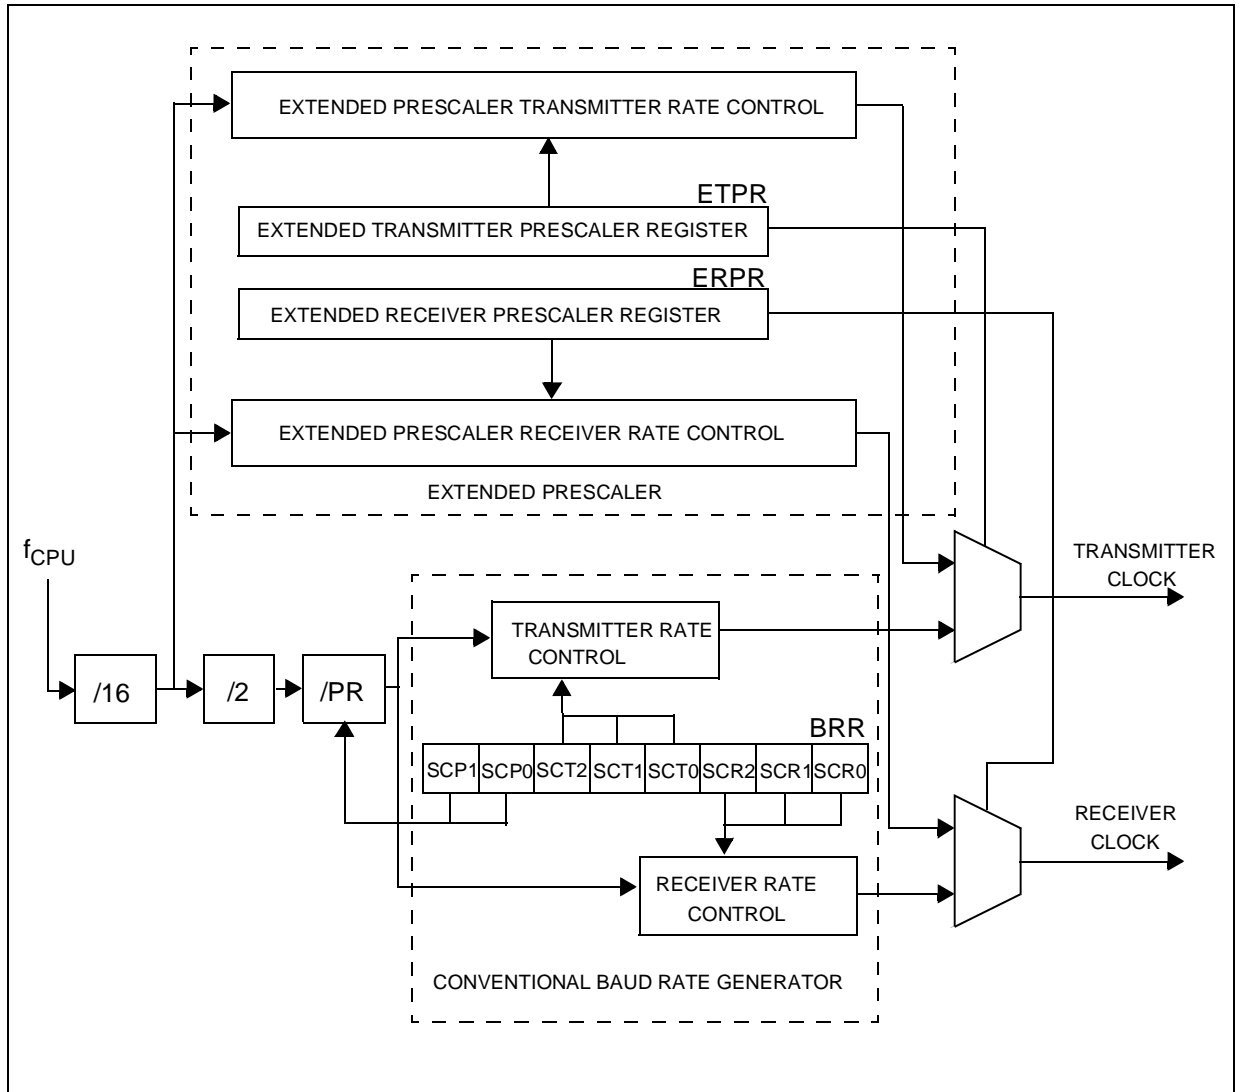 EXTENDED PRESCALER TRANSMITTER RATE CONTROL
ETPR
EXTENDED TRANSMITTER PRESCALER REGISTER
ERPR
EXTENDED RECEIVER PRESCALER REGISTER
EXTENDED PRESCALER RECEIVER RATE CONTROL
EXTENDED PRESCALER
fCPU
TRANSMITTER
CLOCK
TRANSMITTER RATE
CONTROL
/16
/2
/PR
BRR
SCP1 SCP0 SCT2 SCT1 SCT0 SCR2 SCR1 SCR0
RECEIVER
CLOCK
RECEIVER RATE
CONTROL
CONVENTIONAL BAUD RATE GENERATOR